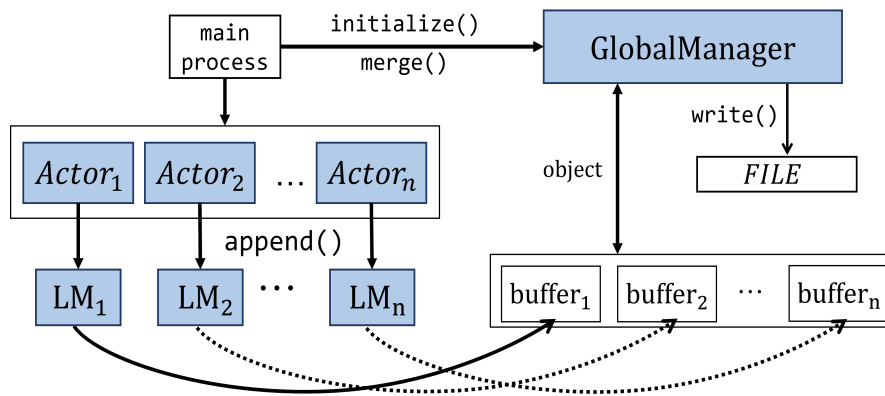 main
process
initialize()
merge()
GlobalManager
write()
FILE
object
Actor₁
Actor₂
...
Actorₙ
append()
LM₁
LM₂
...
LMₙ
buffer₁
buffer₂
...
bufferₙ